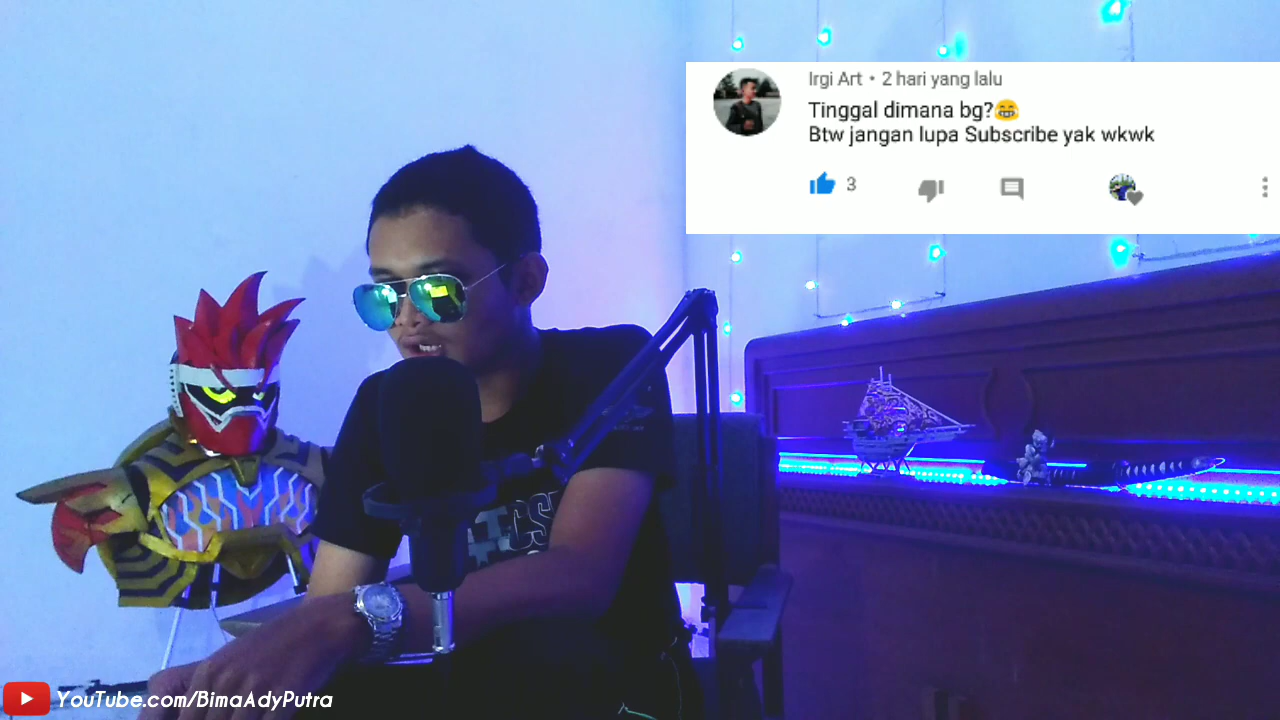 Irgi Art • 2 hari yang lalu
Tinggal dimana bg?😂
Btw jangan lupa Subscribe yak wkwk
3
YouTube.com/BimaAdyPutra